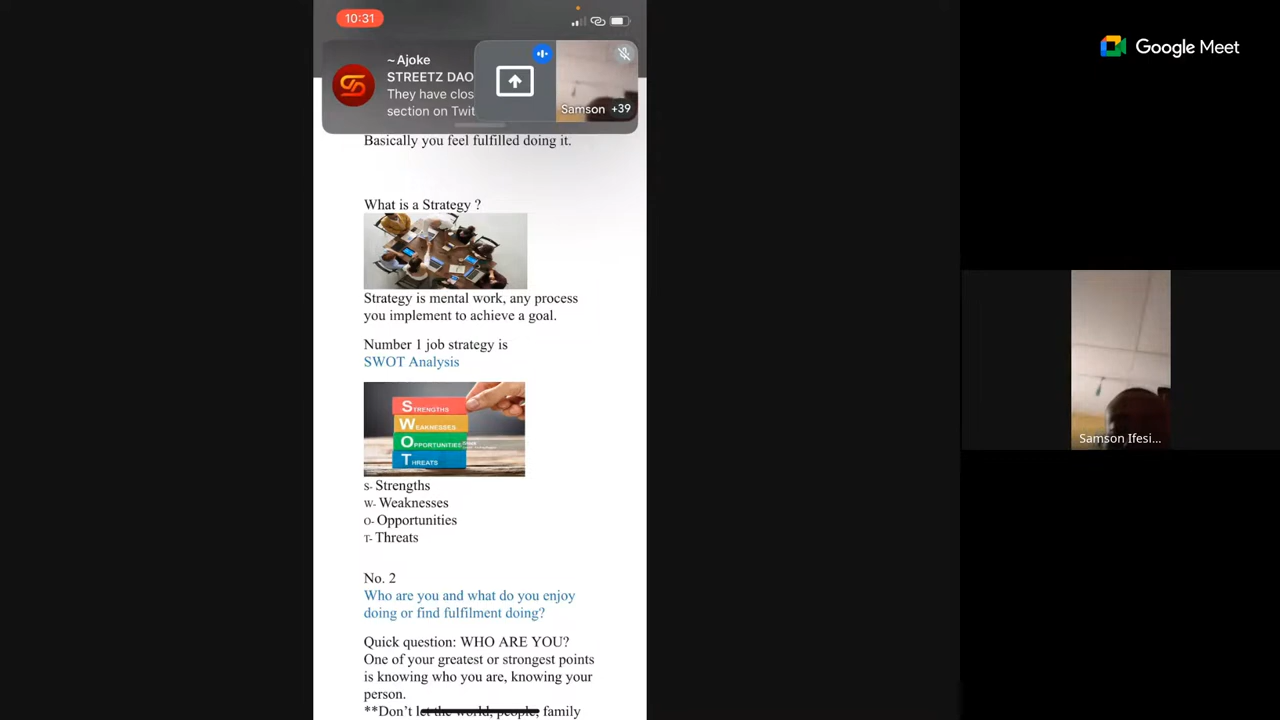 10:31
~Ajoke
STREETZ DAO
They have clos
section on Twit
Samson +39
Google Meet
Basically you feel fulfilled doing it.
What is a Strategy ?
Strategy is mental work, any process
you implement to achieve a goal.
Number 1 job strategy is
SWOT Analysis
STRENGTHS
WEAKNESSES
OPPORTUNITIES
THREATS
S- Strengths
W- Weaknesses
O- Opportunities
T- Threats
No. 2
Who are you and what do you enjoy
doing or find fulfilment doing?
Quick question: WHO ARE YOU?
One of your greatest or strongest points
is knowing who you are, knowing your
person.
**Don’t let the world, people, family
Samson Ifesi...